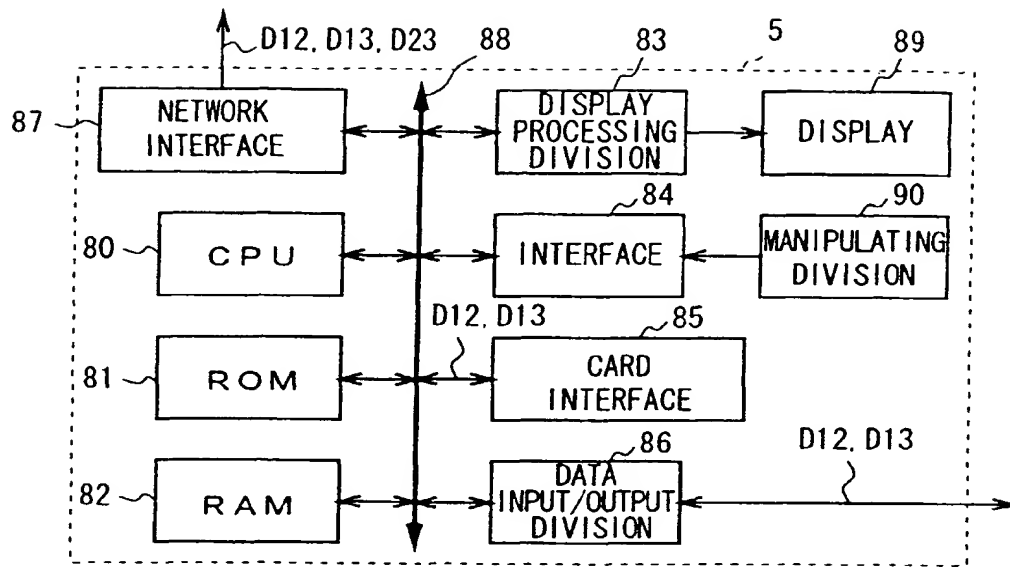 D12, D13, D23
88
83
5
89
87
NETWORK
INTERFACE
DISPLAY
PROCESSING
DIVISION
DISPLAY
84
90
80
CPU
INTERFACE
MANIPULATING
DIVISION
D12, D13
85
81
ROM
CARD
INTERFACE
86
D12, D13
82
RAM
DATA
INPUT/OUTPUT
DIVISION